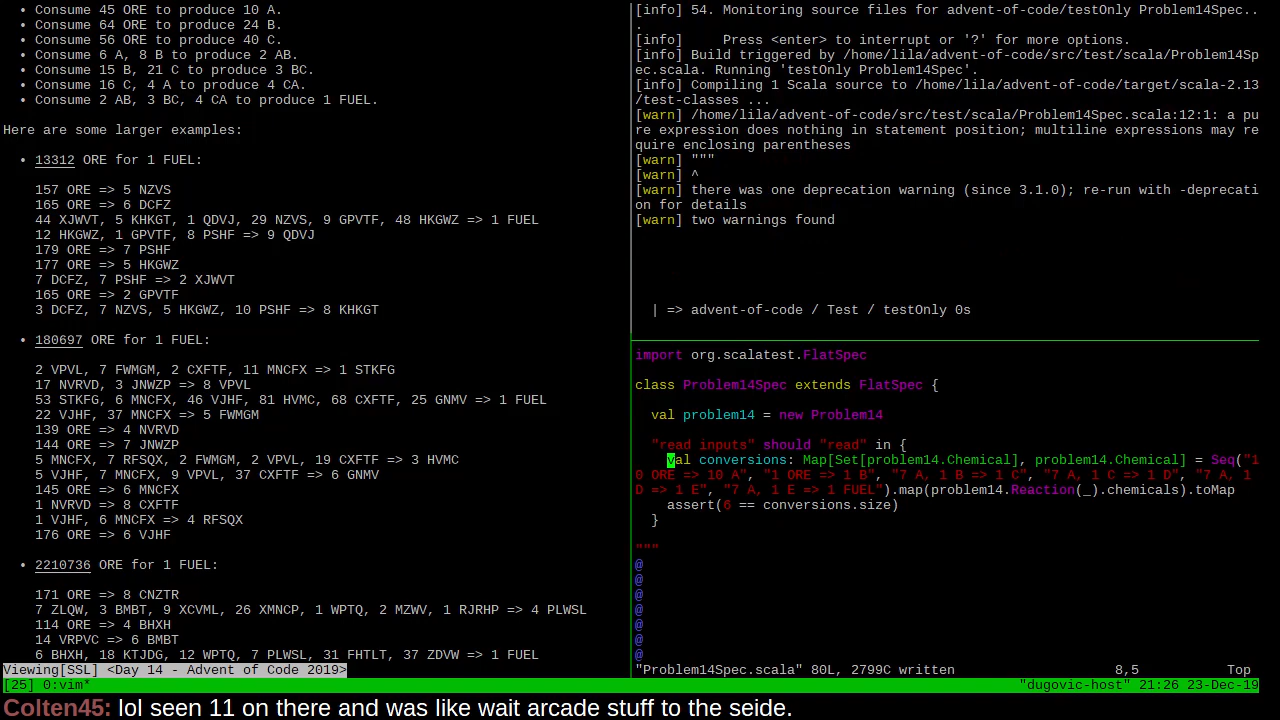 • Consume 45 ORE to produce 10 A.
• Consume 64 ORE to produce 24 B.
• Consume 56 ORE to produce 40 C.
• Consume 6 A, 8 B to produce 2 AB.
• Consume 15 B, 21 C to produce 3 BC.
• Consume 16 C, 4 A to produce 4 CA.
• Consume 2 AB, 3 BC, 4 CA to produce 1 FUEL.
Here are some larger examples:
• 13312 ORE for 1 FUEL:
157 ORE => 5 NZVS
165 ORE => 6 DCFZ
44 XJWVT, 5 KHKGT, 1 QDVJ, 29 NZVS, 9 GPVTF, 48 HKGWZ => 1 FUEL
12 HKGWZ, 1 GPVTF, 8 PSHF => 9 QDVJ
179 ORE => 7 PSHF
177 ORE => 5 HKGWZ
7 DCFZ, 7 PSHF => 2 XJWVT
165 ORE => 2 GPVTF
3 DCFZ, 7 NZVS, 5 HKGWZ, 10 PSHF => 8 KHKGT
• 180697 ORE for 1 FUEL:
2 VPVL, 7 FWMGM, 2 CXFTF, 11 MNCFX => 1 STKFG
17 NVRVD, 3 JNWZP => 8 VPVL
53 STKFG, 6 MNCFX, 46 VJHF, 81 HVMC, 68 CXFTF, 25 GNMV => 1 FUEL
22 VJHF, 37 MNCFX => 5 FWMGM
139 ORE => 4 NVRVD
144 ORE => 7 JNWZP
5 MNCFX, 7 RFSQX, 2 FWMGM, 2 VPVL, 19 CXFTF => 3 HVMC
5 VJHF, 7 MNCFX, 9 VPVL, 37 CXFTF => 6 GNMV
145 ORE => 6 MNCFX
1 NVRVD => 8 CXFTF
1 VJHF, 6 MNCFX => 4 RFSQX
176 ORE => 6 VJHF
• 2210736 ORE for 1 FUEL:
171 ORE => 8 CNZTR
7 ZLQW, 3 BMBT, 9 XCVML, 26 XMNCP, 1 WPTQ, 2 MZWV, 1 RJRHP => 4 PLWSL
114 ORE => 4 BHXH
14 VRPVC => 6 BMBT
6 BHXH, 18 KTJDG, 12 WPTQ, 7 PLWSL, 31 FHTLT, 37 ZDVW => 1 FUEL
Viewing[SSL] <Day 14 - Advent of Code 2019>
[info] 54. Monitoring source files for advent-of-code/testOnly Problem14Spec..
.
[info]     Press <enter> to interrupt or '?' for more options.
[info] Build triggered by /home/lila/advent-of-code/src/test/scala/Problem14Sp
ec.scala. Running 'testOnly Problem14Spec'.
[info] Compiling 1 Scala source to /home/lila/advent-of-code/target/scala-2.13
/test-classes ...
[warn] /home/lila/advent-of-code/src/test/scala/Problem14Spec.scala:12:1: a pu
re expression does nothing in statement position; multiline expressions may re
quire enclosing parentheses
[warn] """
[warn] ^
[warn] there was one deprecation warning (since 3.1.0); re-run with -deprecati
on for details
[warn] two warnings found
| => advent-of-code / Test / testOnly 0s
import org.scalatest.FlatSpec
class Problem14Spec extends FlatSpec {
val problem14 = new Problem14
"read inputs" should "read" in {
val conversions: Map[Set[problem14.Chemical], problem14.Chemical] = Seq("1
0 ORE => 10 A", "1 ORE => 1 B", "7 A, 1 B => 1 C", "7 A, 1 C => 1 D", "7 A, 1
D => 1 E", "7 A, 1 E => 1 FUEL").map(problem14.Reaction(_).chemicals).toMap
assert(6 == conversions.size)
}
"""
@
@
@
@
@
@
@
"Problem14Spec.scala" 80L, 2799C written 8,5 Top
[25] 0:vim* "dugovic-host" 21:26 23-Dec-19
Colten45: lol seen 11 on there and was like wait arcade stuff to the seide.